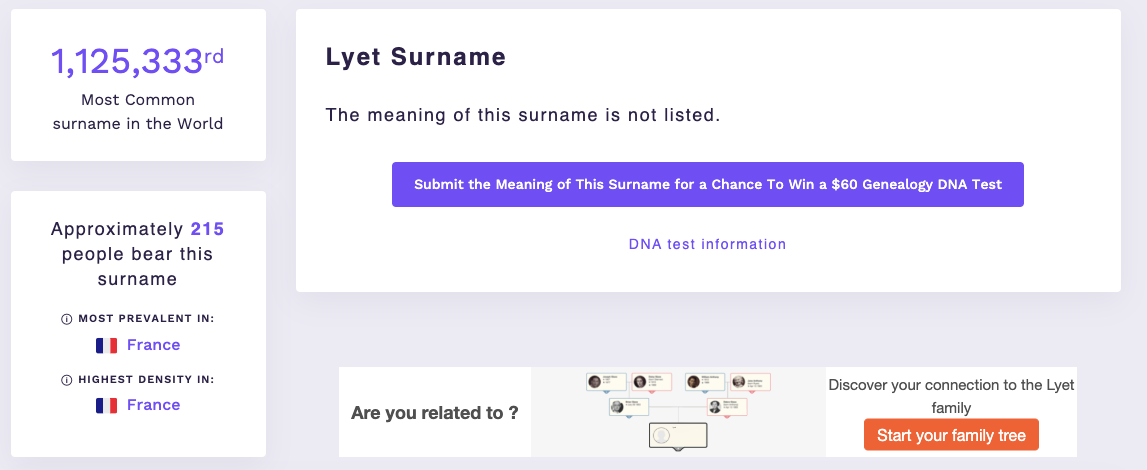 1,125,333rd
Most Common
surname in the World
Approximately 215
people bear this
surname
MOST PREVALENT IN:
France
HIGHEST DENSITY IN:
France
Lyet Surname
The meaning of this surname is not listed.
Submit the Meaning of This Surname for a Chance To Win a $60 Genealogy DNA Test
DNA test information
Are you related to ?
Discover your connection to the Lyet
family
Start your family tree